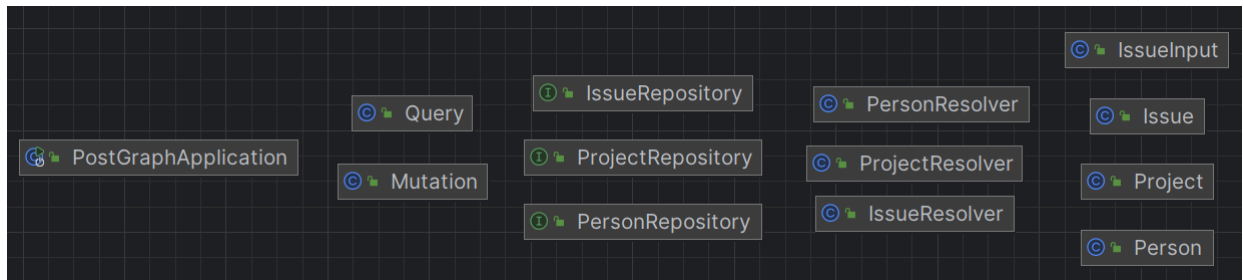 PostGraphApplication
Query
Mutation
IssueRepository
ProjectRepository
PersonRepository
PersonResolver
ProjectResolver
IssueResolver
IssueInput
Issue
Project
Person